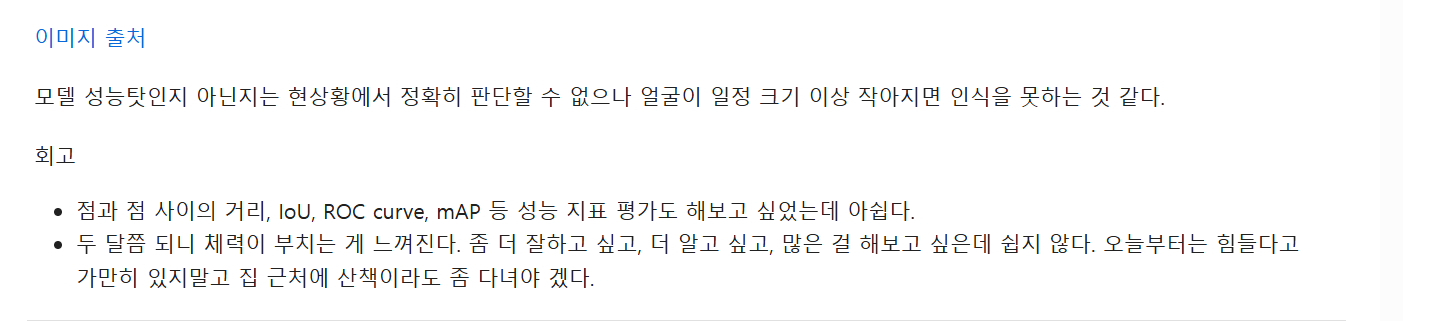 이미지 출처
모델 성능탓인지 아닌지는 현상황에서 정확히 판단할 수 없으나 얼굴이 일정 크기 이상 작아지면 인식을 못하는 것 같다.
회고
• 점과 점 사이의 거리, IoU, ROC curve, mAP 등 성능 지표 평가도 해보고 싶었는데 아쉽다.
• 두 달쯤 되니 체력이 부치는 게 느껴진다. 좀 더 잘하고 싶고, 더 알고 싶고, 많은 걸 해보고 싶은데 쉽지 않다. 오늘부터는 힘들다고
가만히 있지말고 집 근처에 산책이라도 좀 다녀야 겠다.